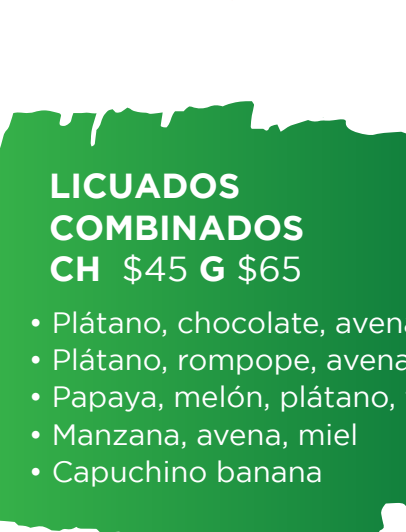 LICUADOS
COMBINADOS
CH $45 G $65
• Plátano, chocolate, avena
• Plátano, rompope, avena
• Papaya, melón, plátano,
• Manzana, avena, miel
• Capuchino banana